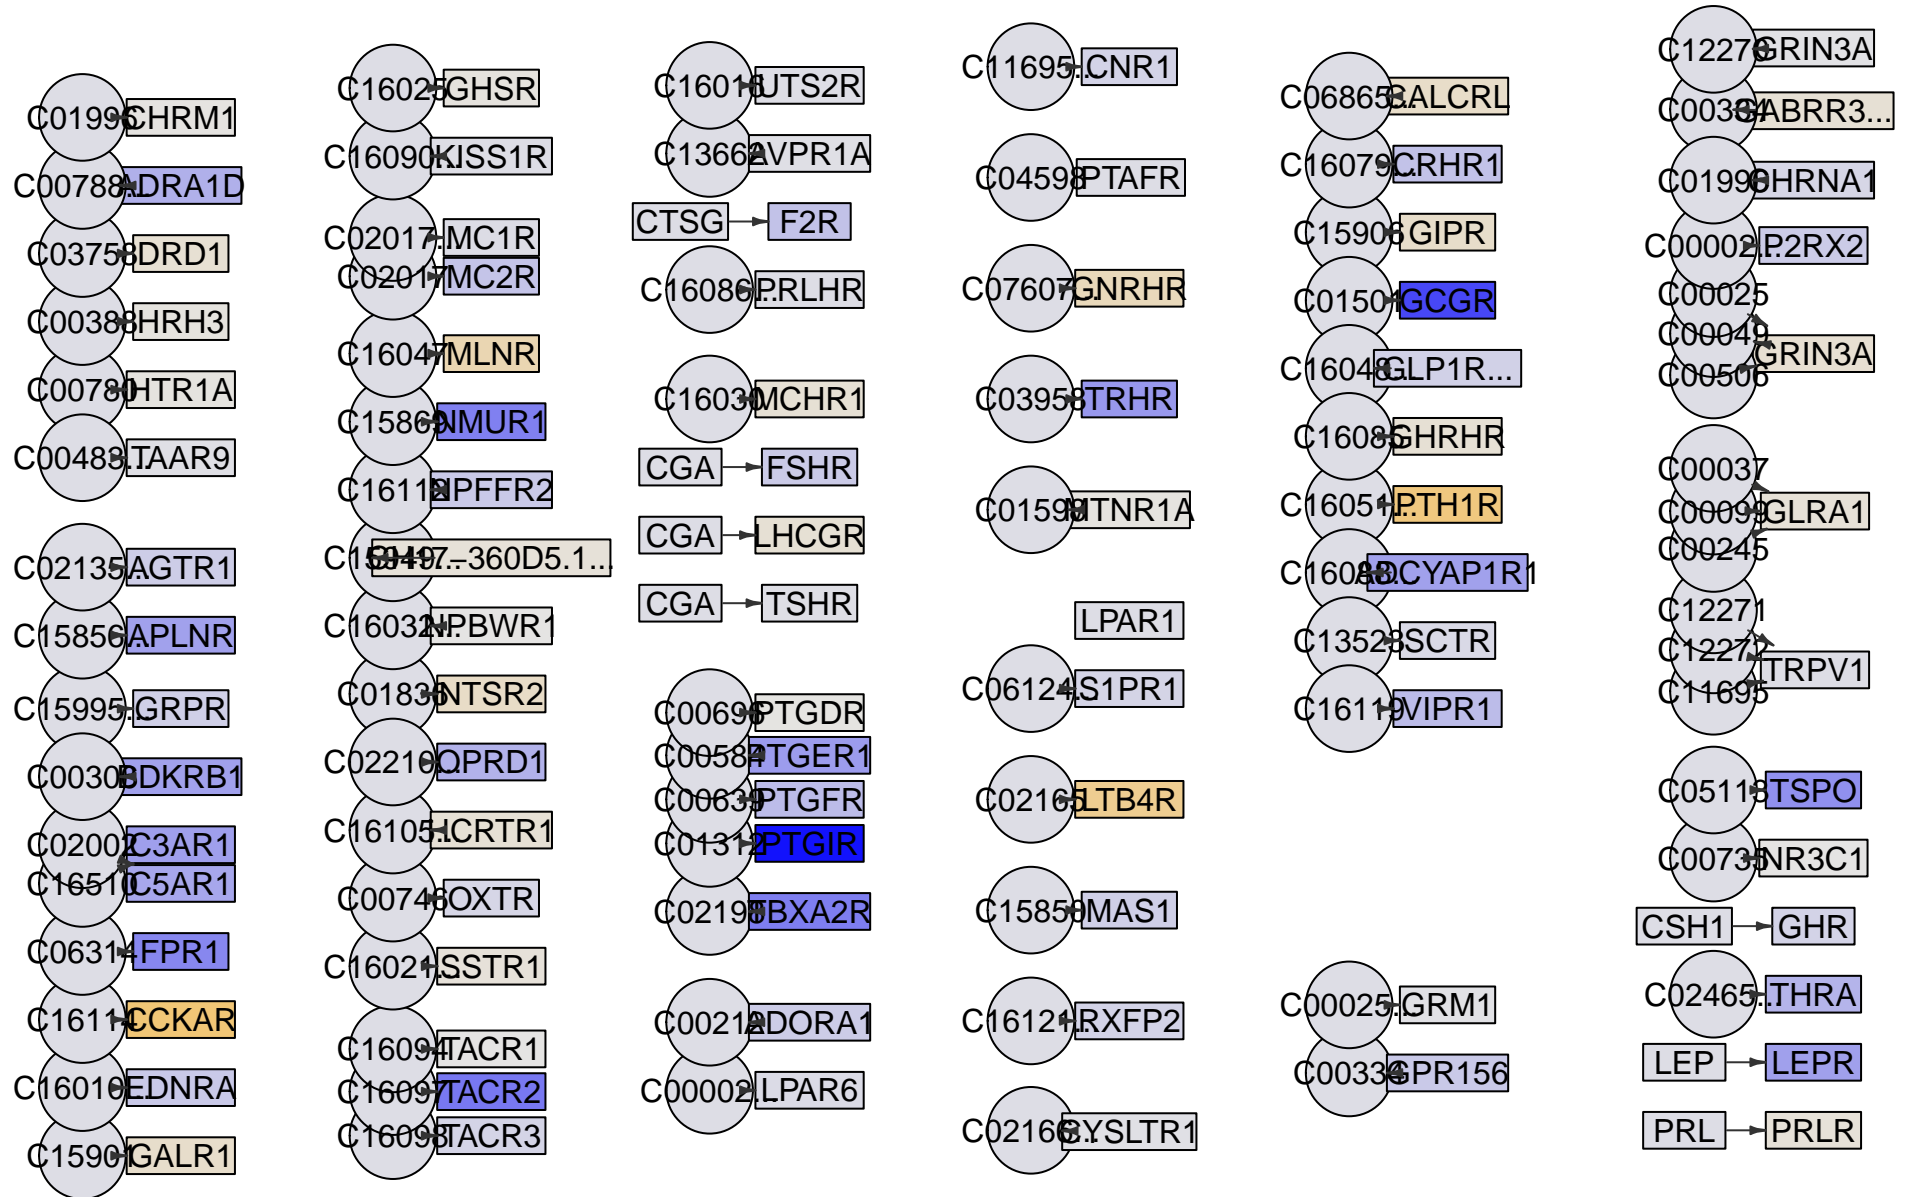 CHRM1
C00788...
ADRA1D
C03758
DRD1
C00388
HRH3
C00780
HTR1A
C00483...
TAAR9
C02135...
AGTR1
C15856...
APLNR
C15995...
GRPR
BDKRB1
C02002
C3AR1
C16510
C5AR1
C06314
FPR1
C16114
CCKAR
EDNRA
C15901
GALR1
C16025
GHSR
C16090...
KISS1R
C02017...
MC1R
C02017
MC2R
C16047
MLNR
C15869
NMUR1
C16118
NPFFR2
C16032...
NPBWR1
C01836
NTSR2
C02210...
OPRD1
C16105...
HCRTR1
C00746
OXTR
C16021...
SSTR1
C16094
TACR1
C16097
TACR2
C16098
TACR3
C16016
UTS2R
C13662
AVPR1A
CTSG
F2R
C16086...
PRLHR
C16030
MCHR1
CGA
FSHR
CGA
LHCGR
CGA
TSHR
C00696
PTGDR
C00584
PTGER1
C00639
PTGFR
C01312
PTGIR
C02198
TBXA2R
C00212
ADORA1
C00002...
LPAR6
C11695...
CNR1
C04598
PTAFR
C07607...
GNRHR
C03958
TRHR
C01598
MTNR1A
LPAR1
C06124...
S1PR1
C02165
LTB4R
C15850
MAS1
C16121...
RXFP2
C02166...
CYSLTR1
C06865...
CALCRL
C16079...
CRHR1
C15906
GIPR
C01501
GCGR
C16048...
GLP1R...
C16085
GHRHR
C16051...
PTH1R
ADCYAP1R1
C13523
SCTR
C16119
VIPR1
C00025...
GRM1
C00334
GPR156
C12270
GRIN3A
C00334
GABRR3...
C01996
CHRNA1
C00002...
P2RX2
C00025
C00049
GRIN3A
C00506
C00037
C00099
GLRA1
C00245
C12271
C12272
TRPV1
C11695
C05113
TSPO
C00735
NR3C1
CSH1
GHR
C02465...
THRA
LEP
LEPR
PRL
PRLR